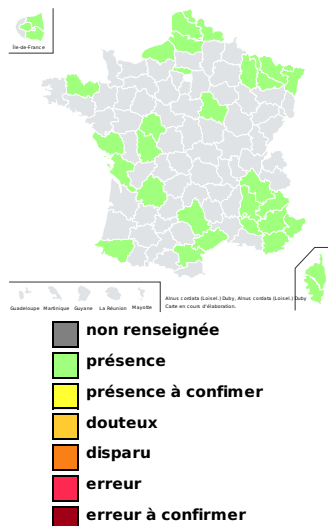 Île-de-France
Guadeloupe Martinique Guyane La Réunion Mayotte
Alnus cordata (Loisel.) Duby, Alnus cordata (Loisel.) Duby
Carte en cours d'élaboration.
non renseignée
présence
présence à confimer
douteux
disparu
erreur
erreur à confirmer